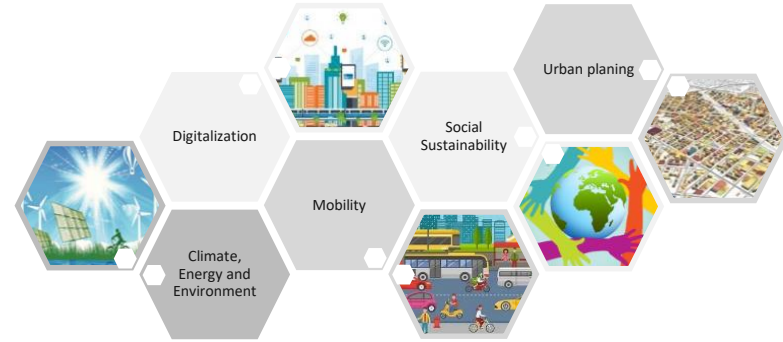 Urban planing
Digitalization
Social
Sustainability
Mobility
Climate,
Energy and
Environment